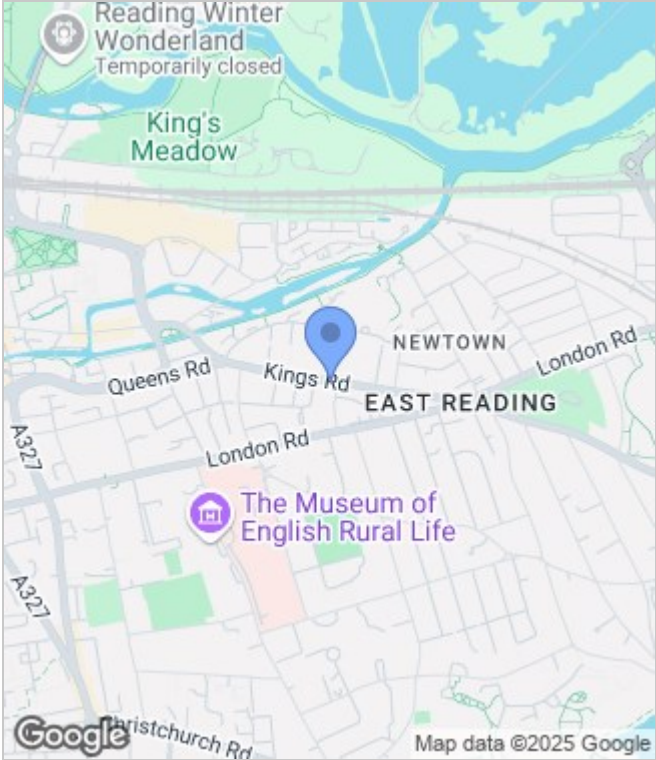 Reading Winter
Wonderland
Temporarily closed
King's
Meadow
NEWTOWN
London Rd
Queens Rd
Kings Rd
EAST READING
A327
London Rd
The Museum of
English Rural Life
A327
Christchurch Rd
Google
Map data ©2025 Google